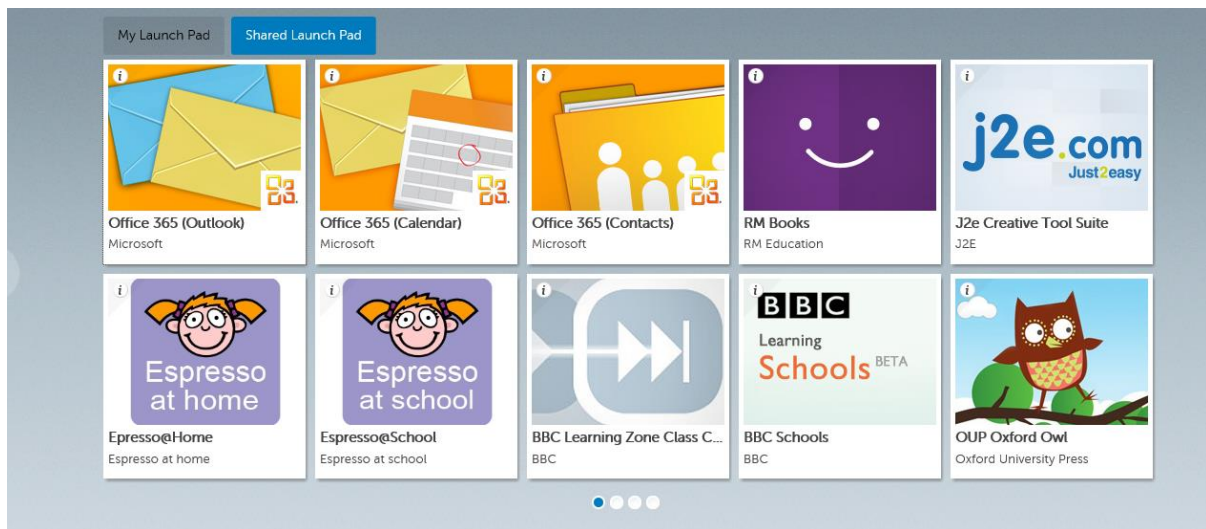 My Launch Pad
Shared Launch Pad
Office 365 (Outlook)
Microsoft
Office 365 (Calendar)
Microsoft
Office 365 (Contacts)
Microsoft
RM Books
RM Education
j2e.com
Just2easy
J2e Creative Tool Suite
J2E
Espresso
at home
Epresso@Home
Espresso at home
Espresso
at school
Espresso@School
Espresso at school
BBC Learning Zone Class C...
BBC
BBC
Learning
Schools BETA
BBC Schools
BBC
OUP Oxford Owl
Oxford University Press